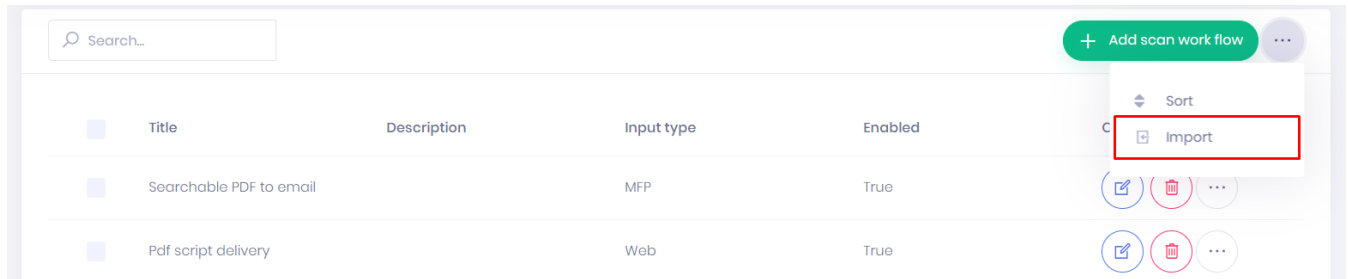 Search...
+ Add scan work flow ...
Sort
Import
Title Description Input type Enabled
Searchable PDF to email MFP True
Pdf script delivery Web True